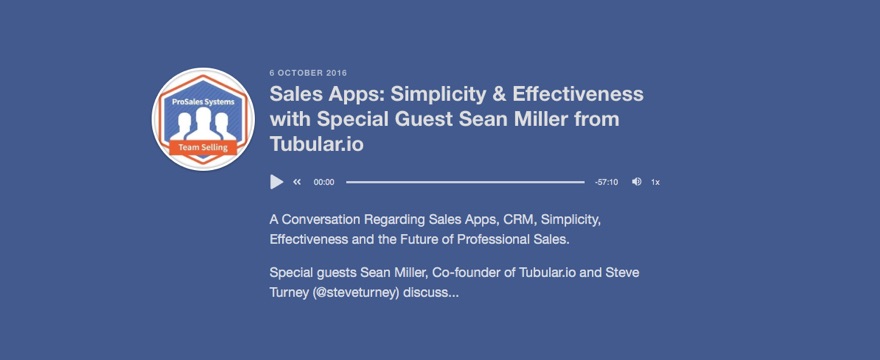 6 OCTOBER 2016
Sales Apps: Simplicity & Effectiveness
with Special Guest Sean Miller from
Tubular.io
ProSales Systems
Team Selling
00:00
-57:10
1x
A Conversation Regarding Sales Apps, CRM, Simplicity,
Effectiveness and the Future of Professional Sales.
Special guests Sean Miller, Co-founder of Tubular.io and Steve
Turney (@steveturney) discuss...